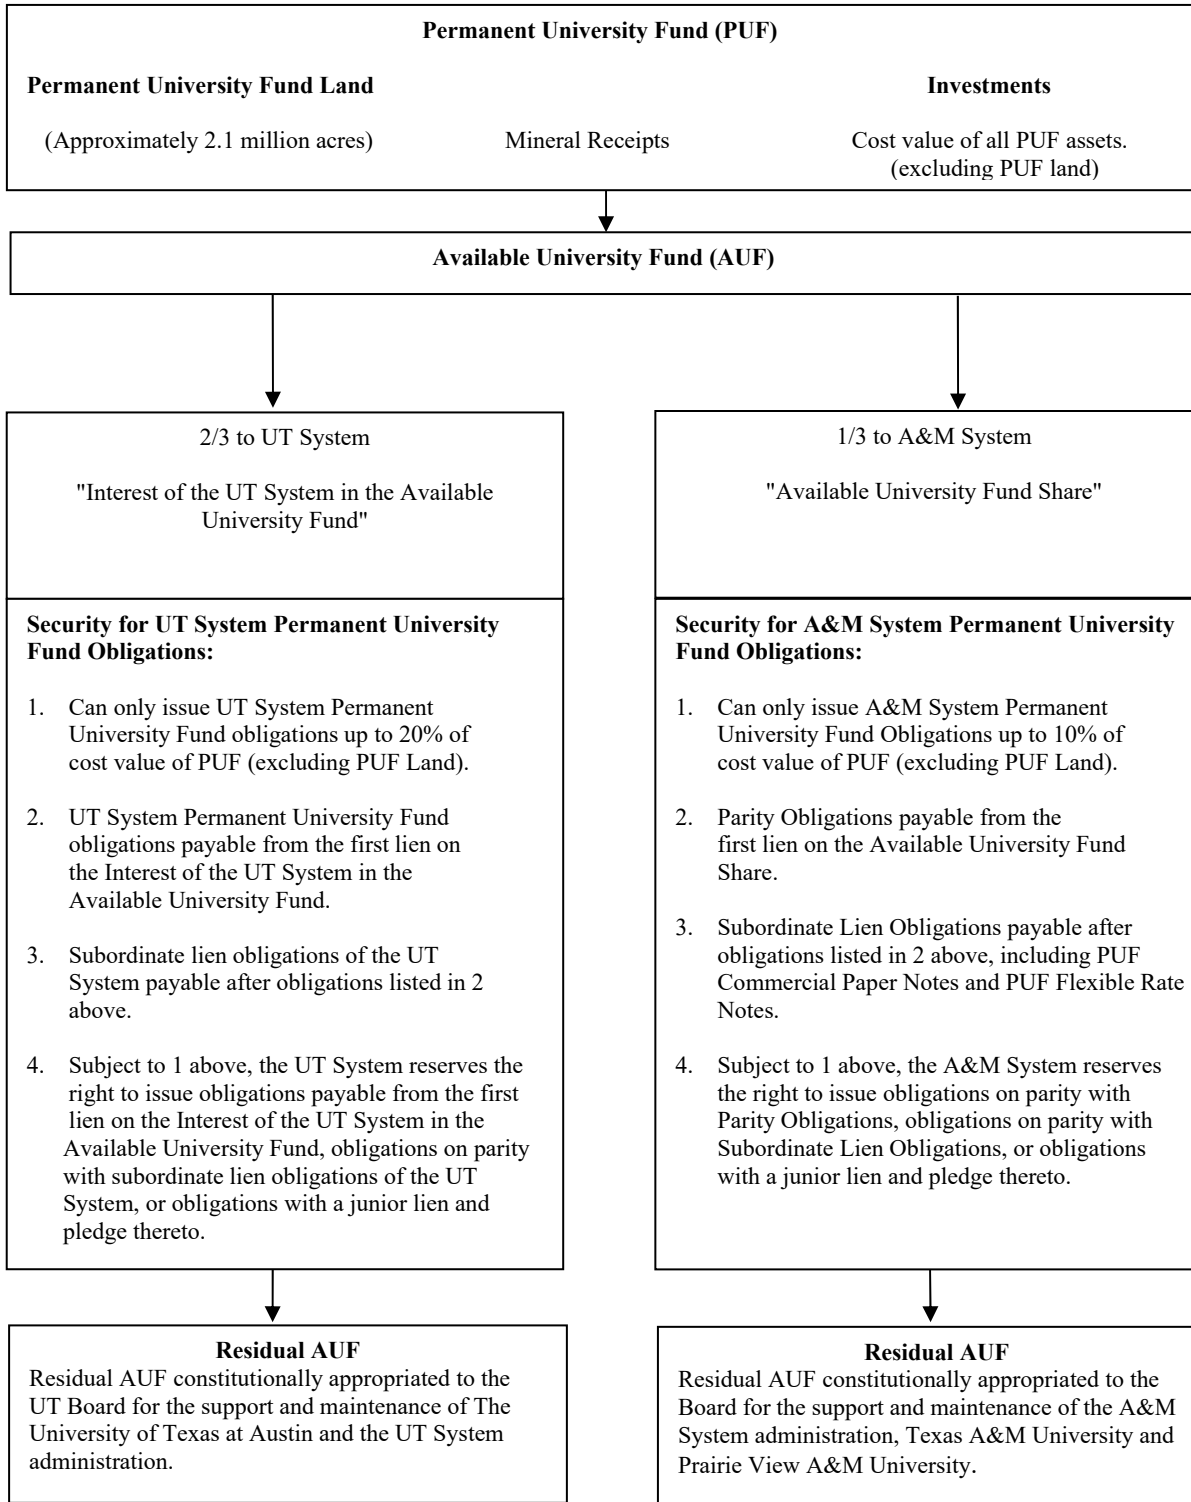 Permanent University Fund (PUF)
Permanent University Fund Land
Investments
(Approximately 2.1 million acres)
Mineral Receipts
Cost value of all PUF assets.
(excluding PUF land)
Available University Fund (AUF)
2/3 to UT System
"Interest of the UT System in the Available
University Fund"
Security for UT System Permanent University
Fund Obligations:
1. Can only issue UT System Permanent
University Fund obligations up to 20% of
cost value of PUF (excluding PUF Land).
2. UT System Permanent University Fund
obligations payable from the first lien on
the Interest of the UT System in the
Available University Fund.
3. Subordinate lien obligations of the UT
System payable after obligations listed in 2
above.
4. Subject to 1 above, the UT System reserves the
right to issue obligations payable from the first
lien on the Interest of the UT System in the
Available University Fund, obligations on parity
with subordinate lien obligations of the UT
System, or obligations with a junior lien and
pledge thereto.
Residual AUF
Residual AUF constitutionally appropriated to the
UT Board for the support and maintenance of The
University of Texas at Austin and the UT System
administration.
1/3 to A&M System
"Available University Fund Share"
Security for A&M System Permanent University
Fund Obligations:
1. Can only issue A&M System Permanent
University Fund Obligations up to 10% of
cost value of PUF (excluding PUF Land).
2. Parity Obligations payable from the
first lien on the Available University Fund
Share.
3. Subordinate Lien Obligations payable after
obligations listed in 2 above, including PUF
Commercial Paper Notes and PUF Flexible Rate
Notes.
4. Subject to 1 above, the A&M System reserves
the right to issue obligations on parity with
Parity Obligations, obligations on parity with
Subordinate Lien Obligations, or obligations
with a junior lien and pledge thereto.
Residual AUF
Residual AUF constitutionally appropriated to the
Board for the support and maintenance of the A&M
System administration, Texas A&M University and
Prairie View A&M University.